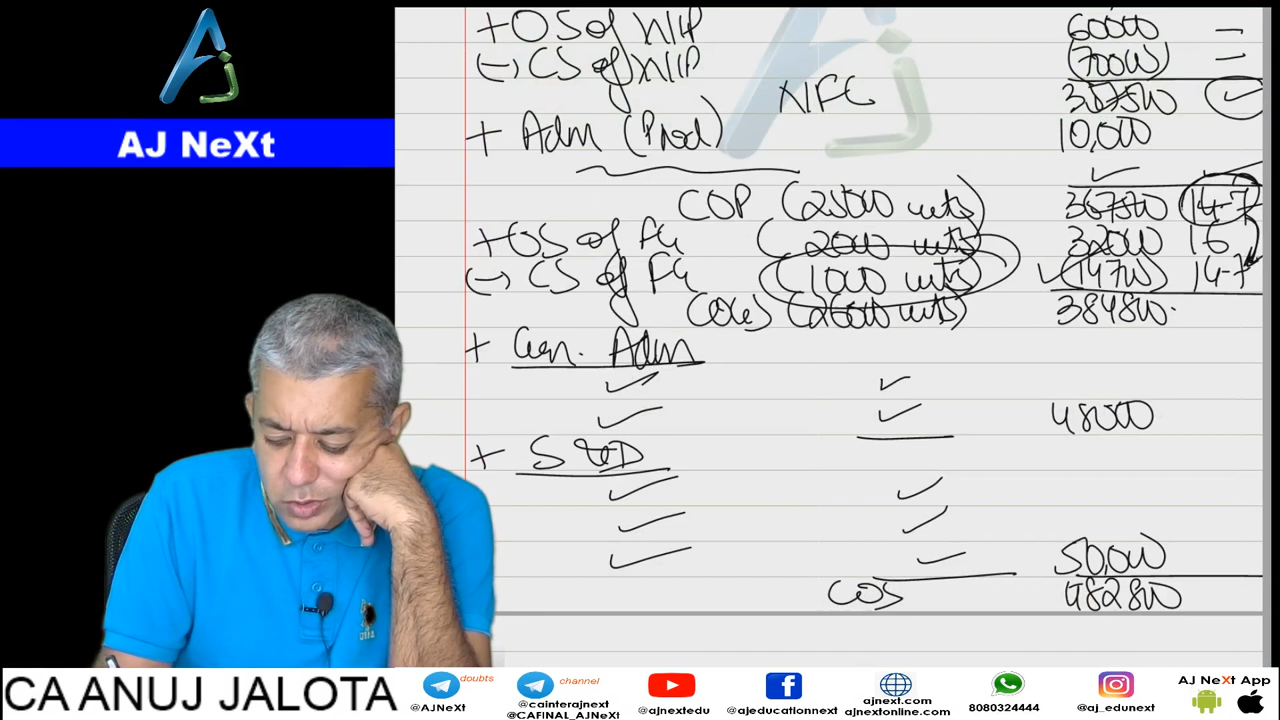 + OS of WIP 60000 —
(-) CS of WIP (70000) —
NFC 357500 ✓
+ Adm (Prod) 10,000
COP (25000 units) 367500 14-7
+ OS of FG (2000 units) 32000 16
(-) CS of FG (1000 units) (14700) 14-7
COGS (26000 units) 384800
+ Gen. Adm
✓ ✓
✓ ✓ 48000
+ S & D
✓ ✓
✓ ✓
✓ ✓ 50,000
COS 482800
AJ NeXt
CA ANUJ JALOTA
doubts
@AJNeXt
channel
@cainterajnext
@CAFINAL_AJNeXt
@ajnextedu
@ajeducationnext
ajnext.com
ajnextonline.com
8080324444
@aj_edunext
AJ NeXt App